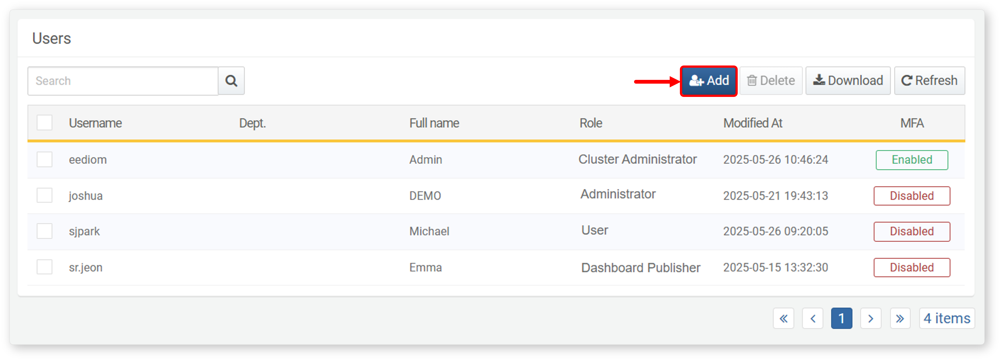 Users
Search Add Delete Download Refresh
Username Dept. Full name Role Modified At MFA
eediom Admin Cluster Administrator 2025-05-26 10:46:24 Enabled
joshua DEMO Administrator 2025-05-21 19:43:13 Disabled
sjpark Michael User 2025-05-26 09:20:05 Disabled
sr.jeon Emma Dashboard Publisher 2025-05-15 13:32:30 Disabled
« ‹ 1 › » 4 items